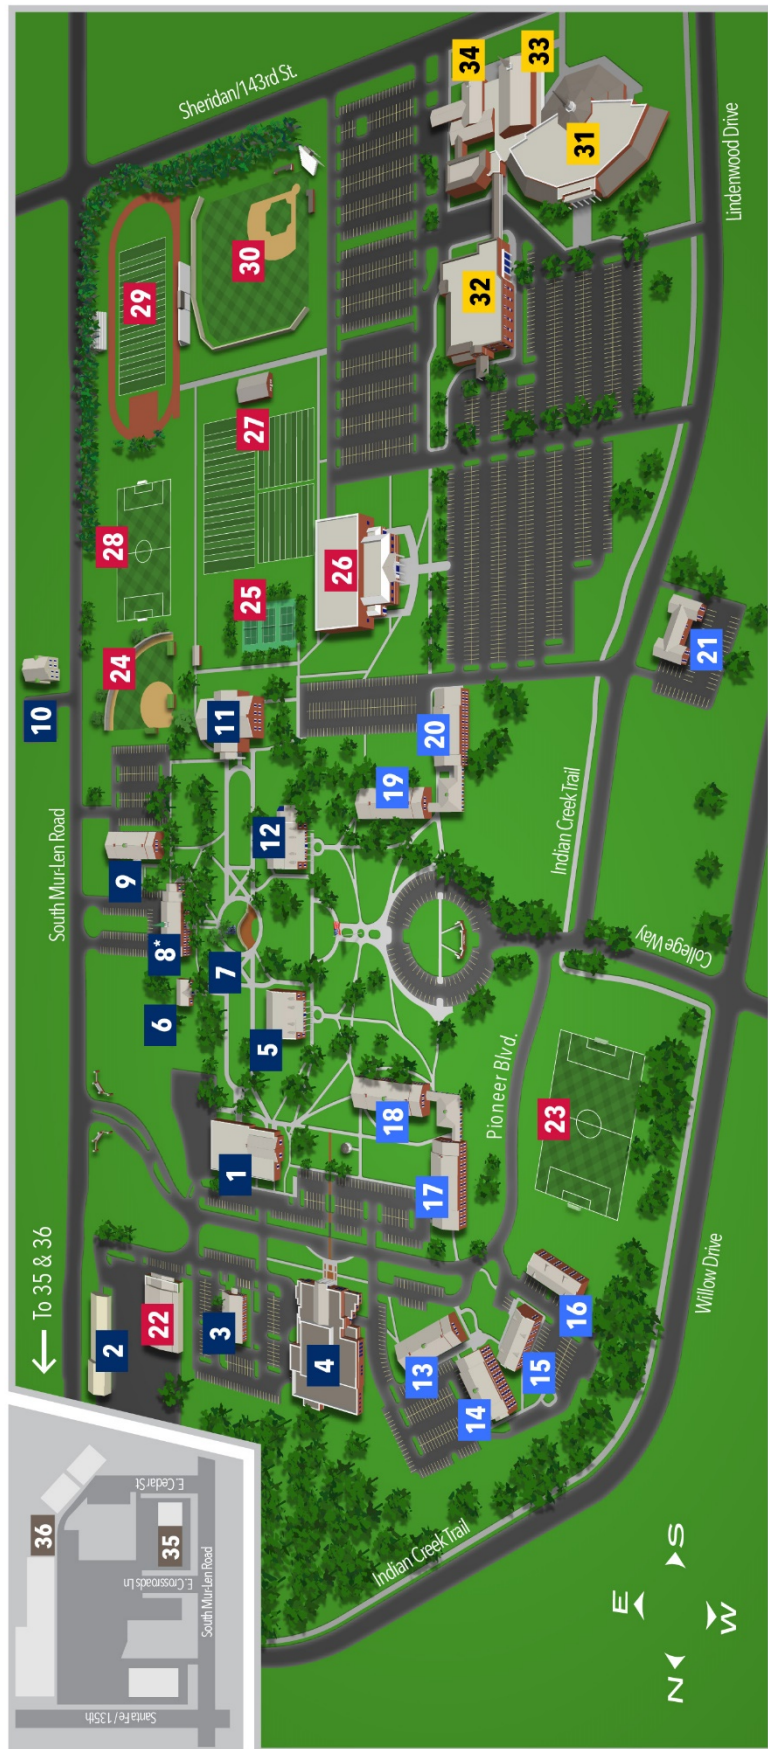 ← To 35 & 36
South Mur-Len Road
Sheridan/143rd St.
Lindenwood Drive
Indian Creek Trail
College Way
Pioneer Blvd.
Willow Drive
Indian Creek Trail
36
35
E. Cedar St
E. Crossroads Ln
South Mur-Len Road
Santa Fe / 135th
2
22
3
4
1
6
8*
9
10
7
5
12
11
24
28
29
30
27
25
26
34
33
31
32
21
20
19
18
17
23
13
14
15
16
N
E
S
W